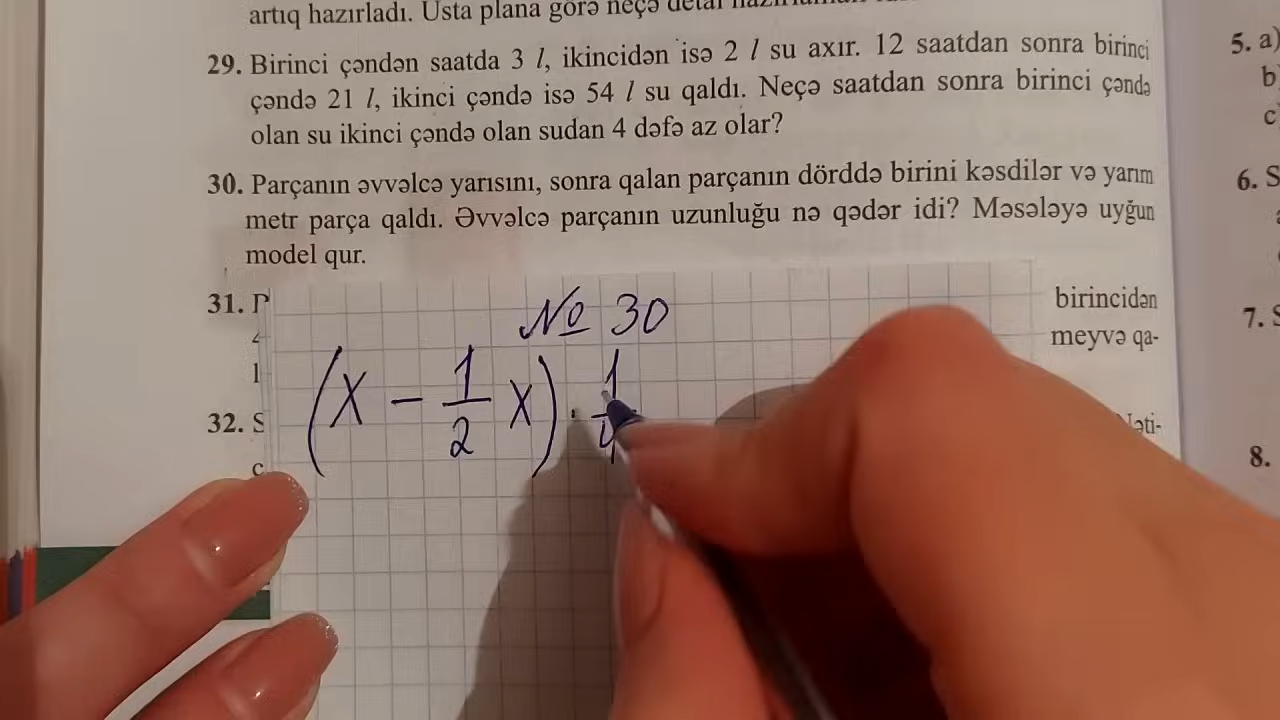 artıq hazırladı. Usta plana görə neçə detal
29. Birinci çəndən saatda 3 l, ikincidən isə 2 l su axır. 12 saatdan sonra birinci
çəndə 21 l, ikinci çəndə isə 54 l su qaldı. Neçə saatdan sonra birinci çəndə
olan su ikinci çəndə olan sudan 4 dəfə az olar?
30. Parçanın əvvəlcə yarısını, sonra qalan parçanın dörddə birini kəsdilər və yarım
metr parça qaldı. Əvvəlcə parçanın uzunluğu nə qədər idi? Məsələyə uyğun
model qur.
31. birincidən
meyvə qa-
32. S
№ 30
(x - 1/2 x) · 1/4
5. a)
b
c
6. S
7. S
8.